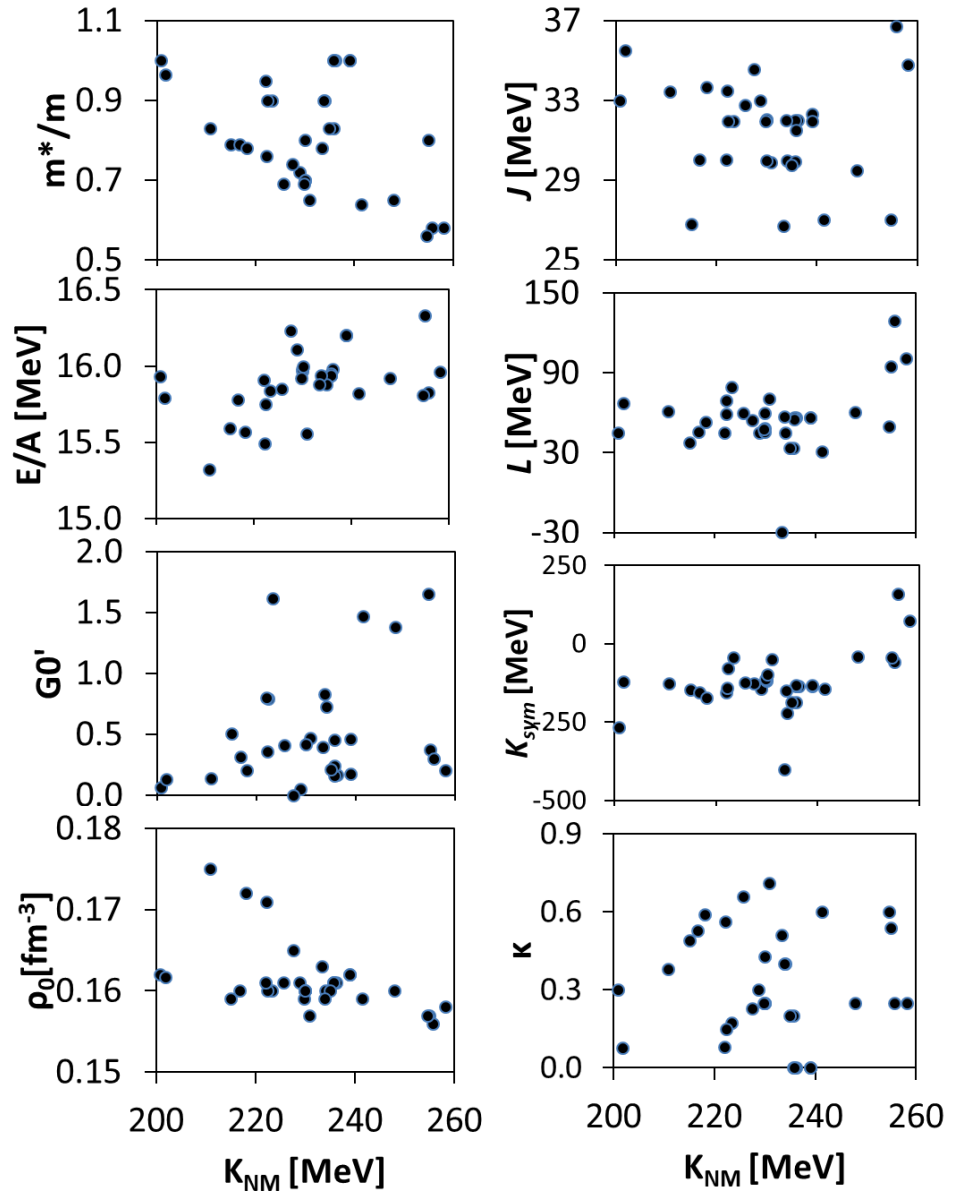 1.1
0.9
0.7
0.5
m*/m
37
33
29
25
J [MeV]
16.5
16.0
15.5
15.0
E/A [MeV]
150
90
30
-30
L [MeV]
2.0
1.5
1.0
0.5
0.0
G0'
250
0
-250
-500
Ksym [MeV]
0.18
0.17
0.16
0.15
ρ0[fm-3]
0.9
0.6
0.3
0.0
κ
200 220 240 260
KNM [MeV]
200 220 240 260
KNM [MeV]